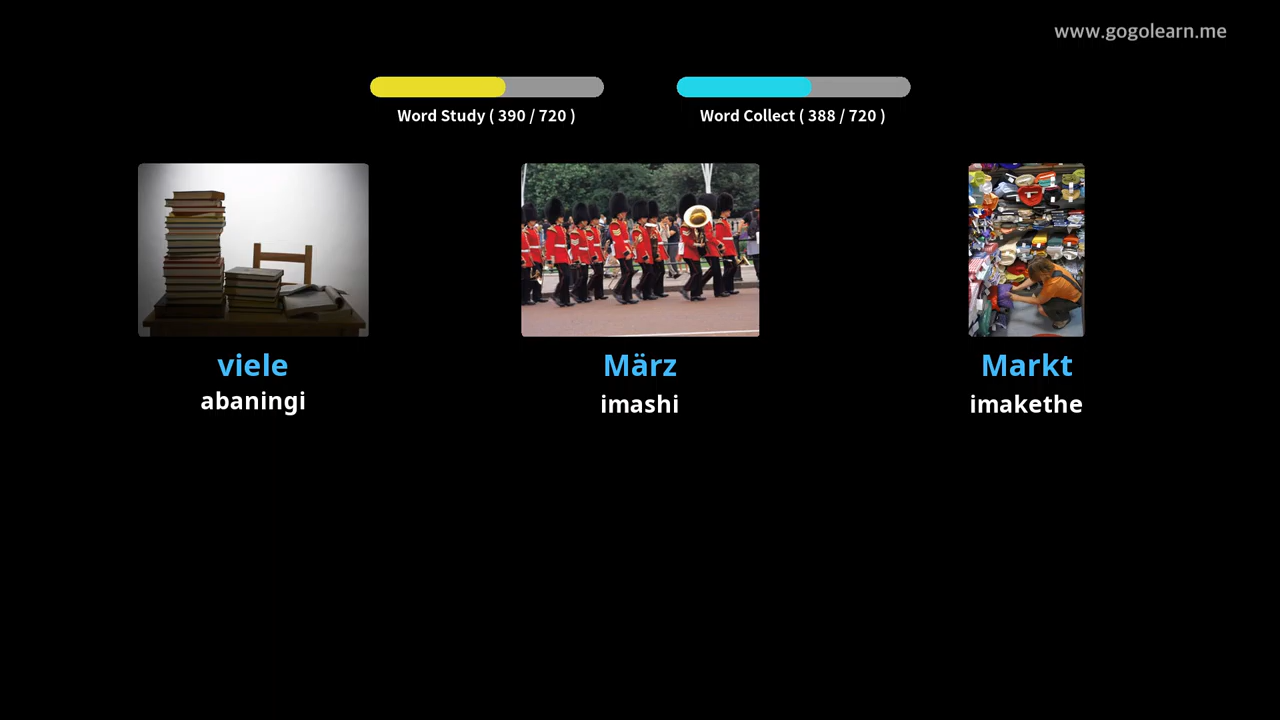 www.gogolearn.me
Word Study ( 390 / 720 )
Word Collect ( 388 / 720 )
viele
abaningi
März
imashi
Markt
imakethe